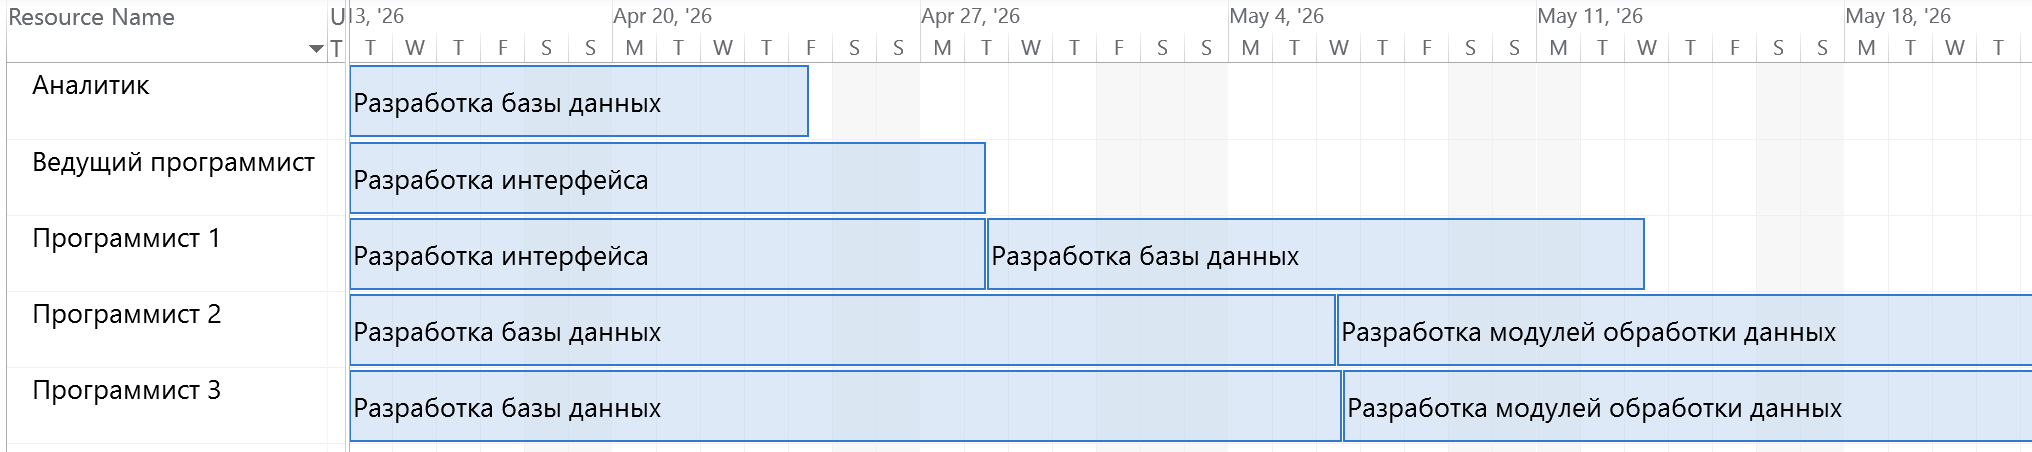 Resource Name U 13, '26 Apr 20, '26 Apr 27, '26 May 4, '26 May 11, '26 May 18, '26
T T W T F S S M T W T F S S M T W T F S S M T W T F S S M T W T F S S M T W T
Аналитик
Разработка базы данных
Ведущий программист
Разработка интерфейса
Программист 1
Разработка интерфейса Разработка базы данных
Программист 2
Разработка базы данных Разработка модулей обработки данных
Программист 3
Разработка базы данных Разработка модулей обработки данных